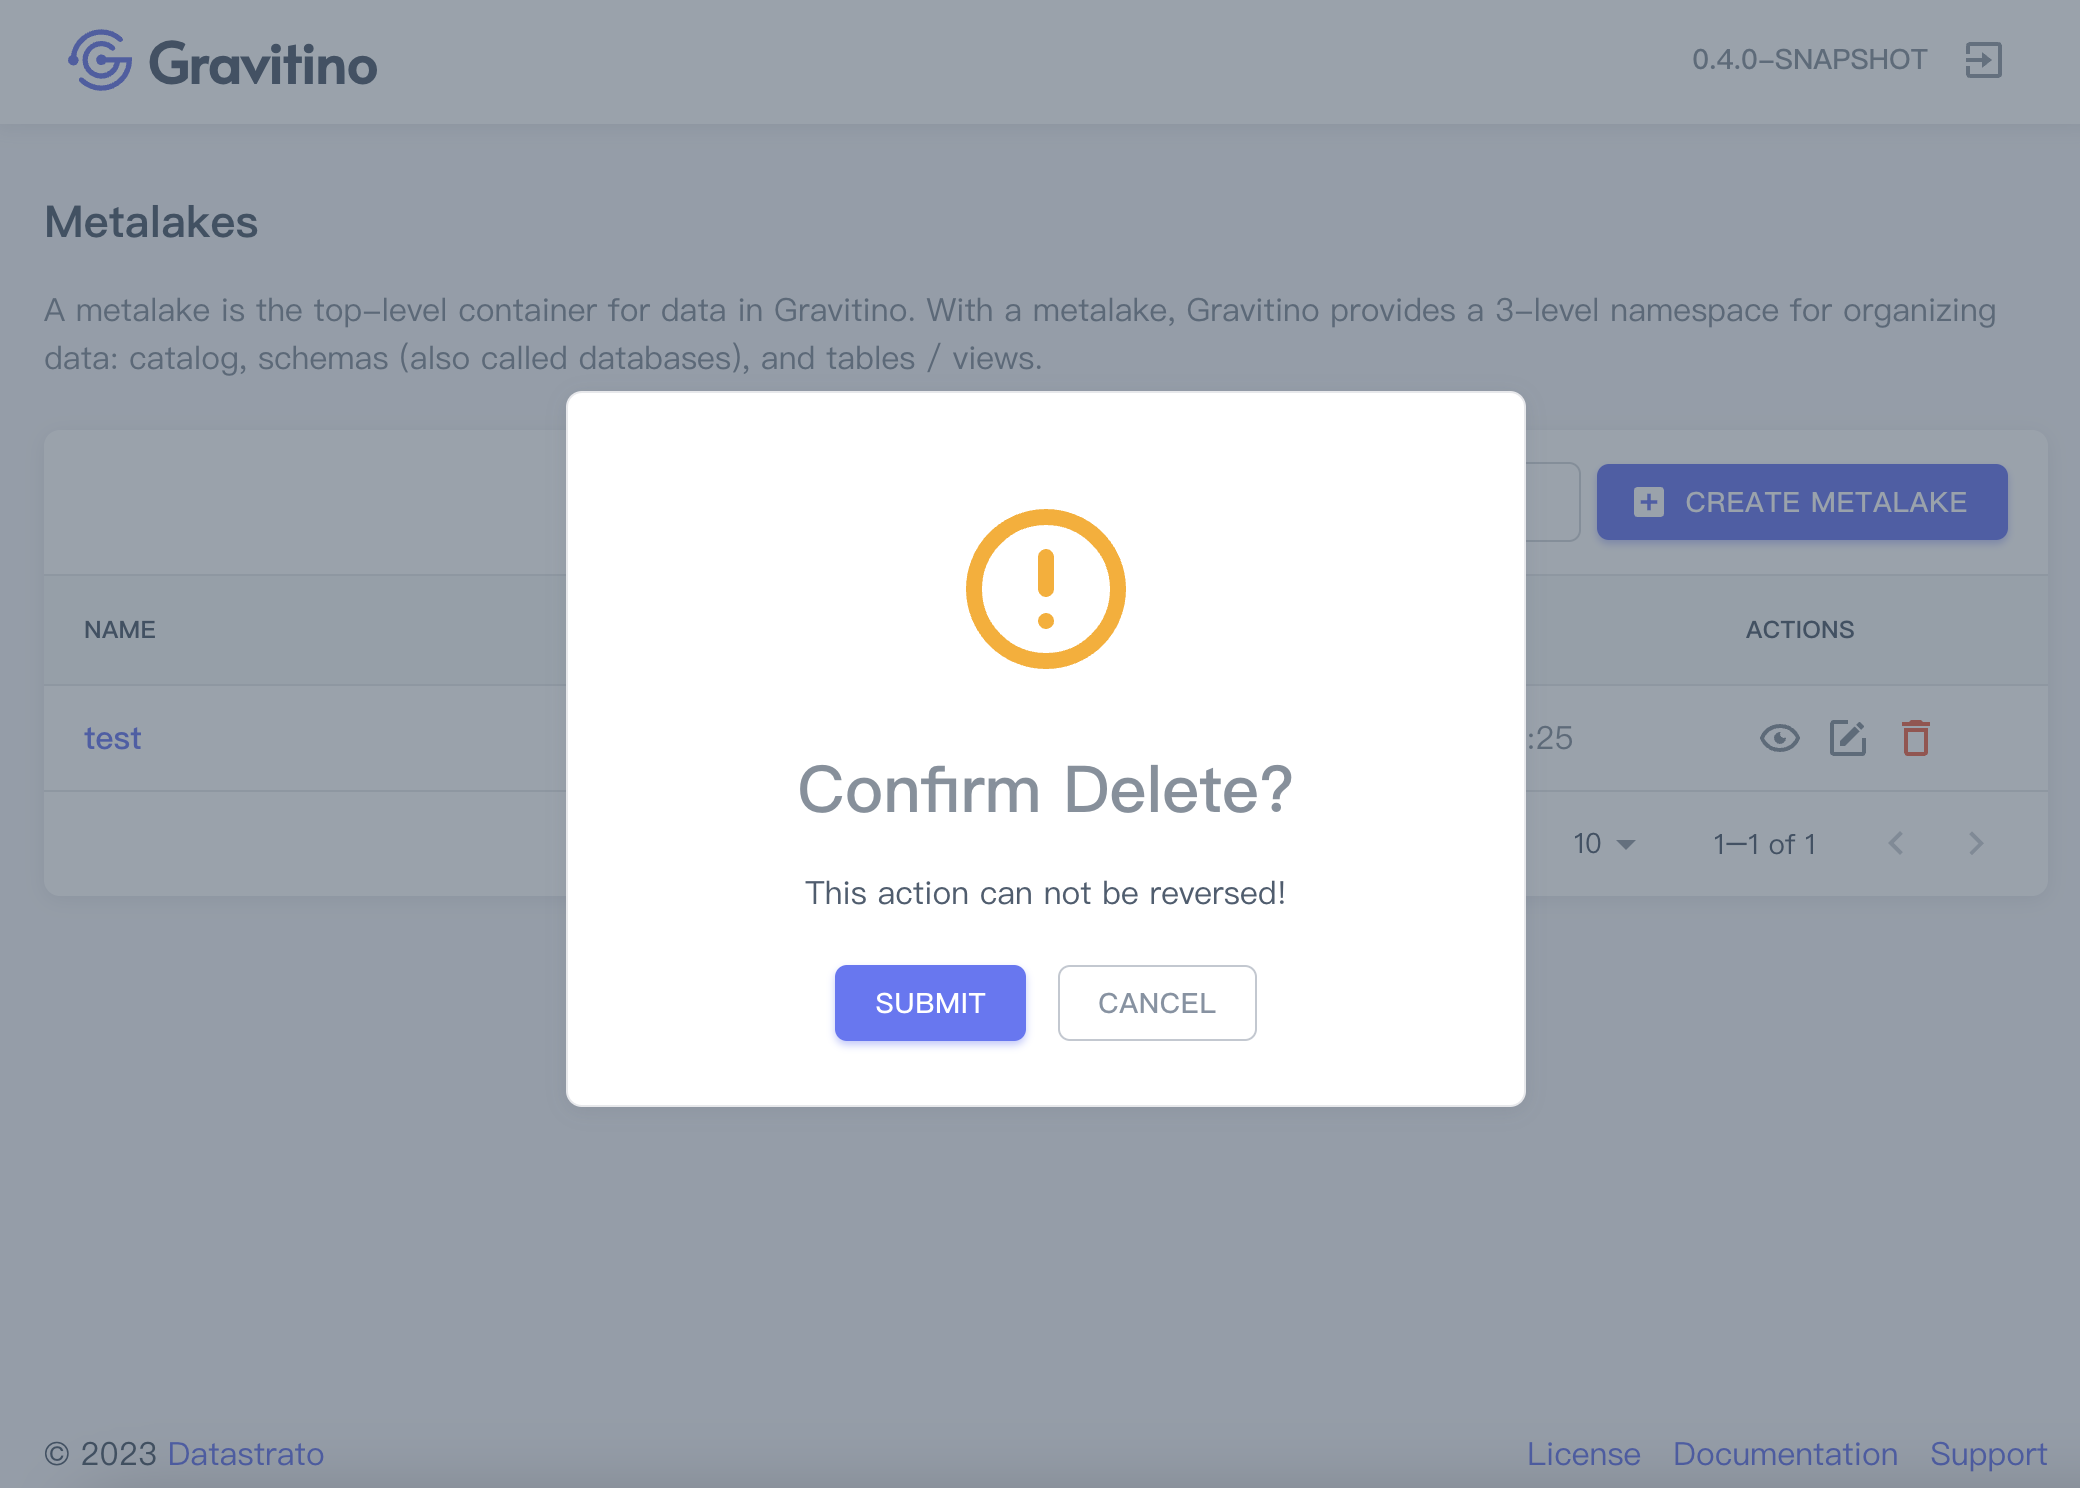 Gravitino
0.4.0-SNAPSHOT
Metalakes
A metalake is the top-level container for data in Gravitino. With a metalake, Gravitino provides a 3-level namespace for organizing
data: catalog, schemas (also called databases), and tables / views.
CREATE METALAKE
NAME
ACTIONS
test
:25
10
1–1 of 1
Confirm Delete?
This action can not be reversed!
SUBMIT
CANCEL
© 2023 Datastrato
License Documentation Support